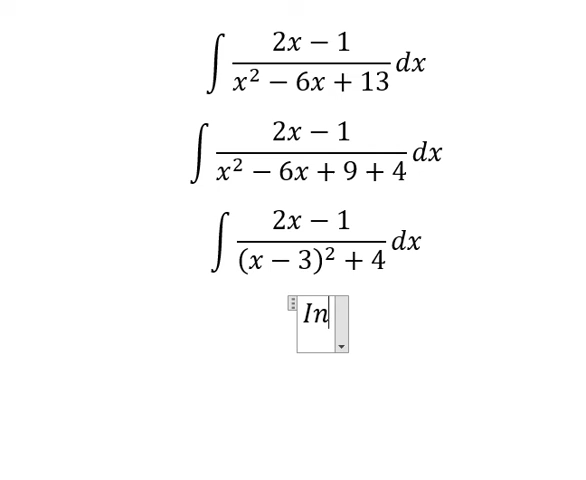 ∫ (2x − 1)/(x² − 6x + 13) dx
∫ (2x − 1)/(x² − 6x + 9 + 4) dx
∫ (2x − 1)/((x − 3)² + 4) dx
In